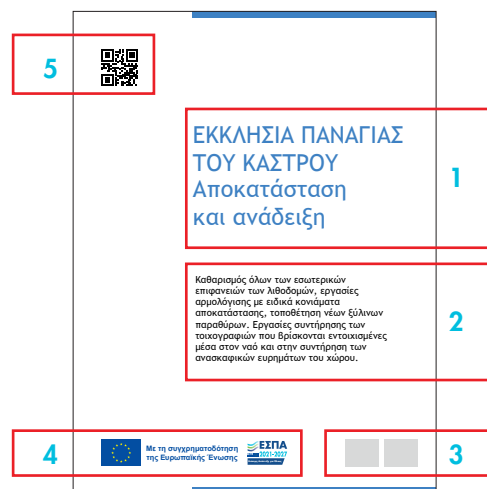 5
ΕΚΚΛΗΣΙΑ ΠΑΝΑΓΙΑΣ
ΤΟΥ ΚΑΣΤΡΟΥ
Αποκατάσταση
και ανάδειξη
1
Καθαρισμός όλων των εσωτερικών
επιφανειών των λιθοδομών, εργασίες
αρμολόγισης με ειδικά κονιάματα
αποκατάστασης, τοποθέτηση νέων ξύλινων
παραθύρων. Εργασίες συντήρησης των
τοιχογραφιών που βρίσκονται εντοιχισμένες
μέσα στον ναό και στην συντήρηση των
ανασκαφικών ευρημάτων του χώρου.
2
4
Με τη συγχρηματοδότηση
της Ευρωπαϊκής Ένωσης
ΕΣΠΑ
2021-2027
3